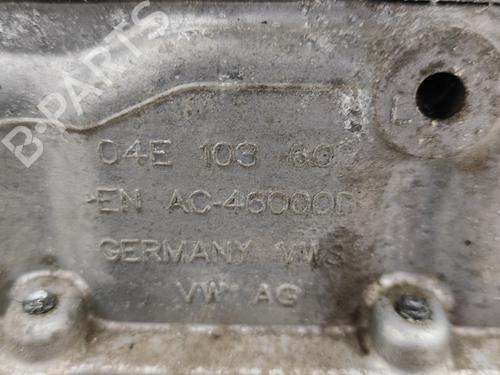 B-PARTS
L
04E 103 60
EN AC-46000
GERMANY VWS
VW AG